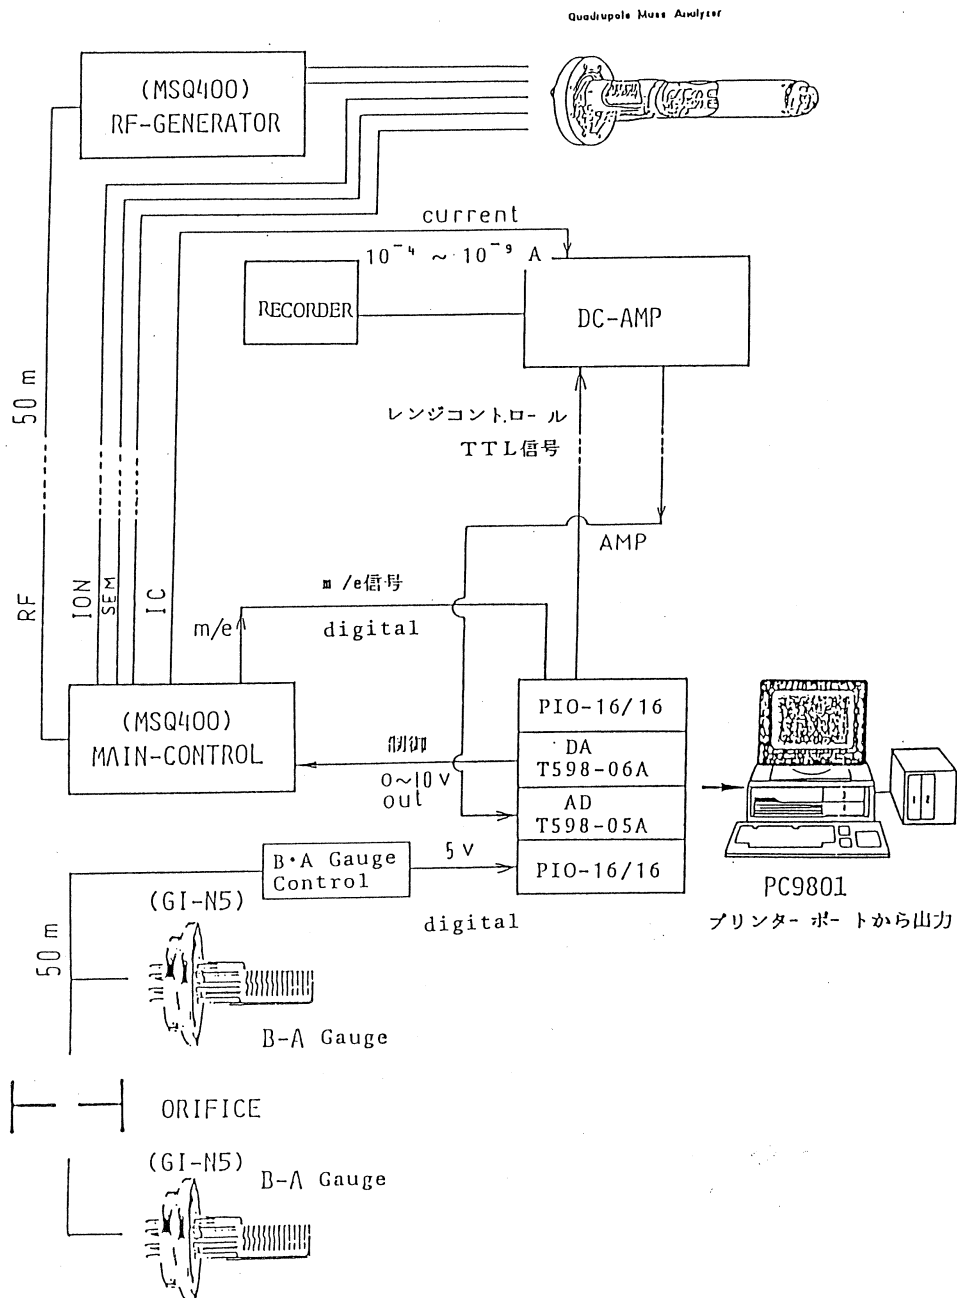 Quadrupole Mass Analyzer
(MSQ400)
RF-GENERATOR
current
10⁻⁴ ～ 10⁻⁹ A
RECORDER
DC-AMP
50 m
レンジコントロール
TTL信号
AMP
RF
ION
SEM
IC
m/e
m/e信号
digital
(MSQ400)
MAIN-CONTROL
制御
0～10 V
out
PIO-16/16
DA
T598-06A
AD
T598-05A
PIO-16/16
PC9801
プリンターポートから出力
B・A Gauge
Control
5 V
digital
50 m
(GI-N5)
B-A Gauge
ORIFICE
(GI-N5)
B-A Gauge